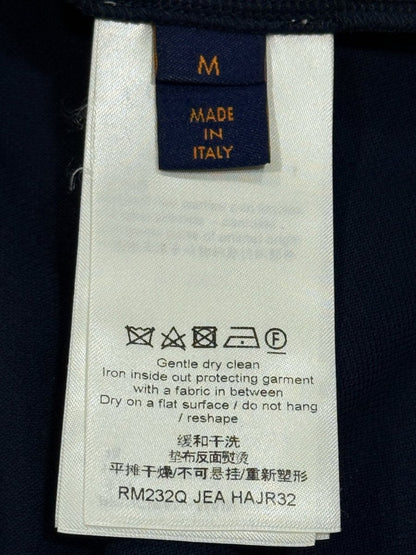 M
MADE
IN
ITALY
F
Gentle dry clean
Iron inside out protecting garment
with a fabric in between
Dry on a flat surface / do not hang
/ reshape
缓和干洗
垫布反面熨烫
平摊干燥/不可悬挂/重新塑形
RM232Q JEA HAJR32